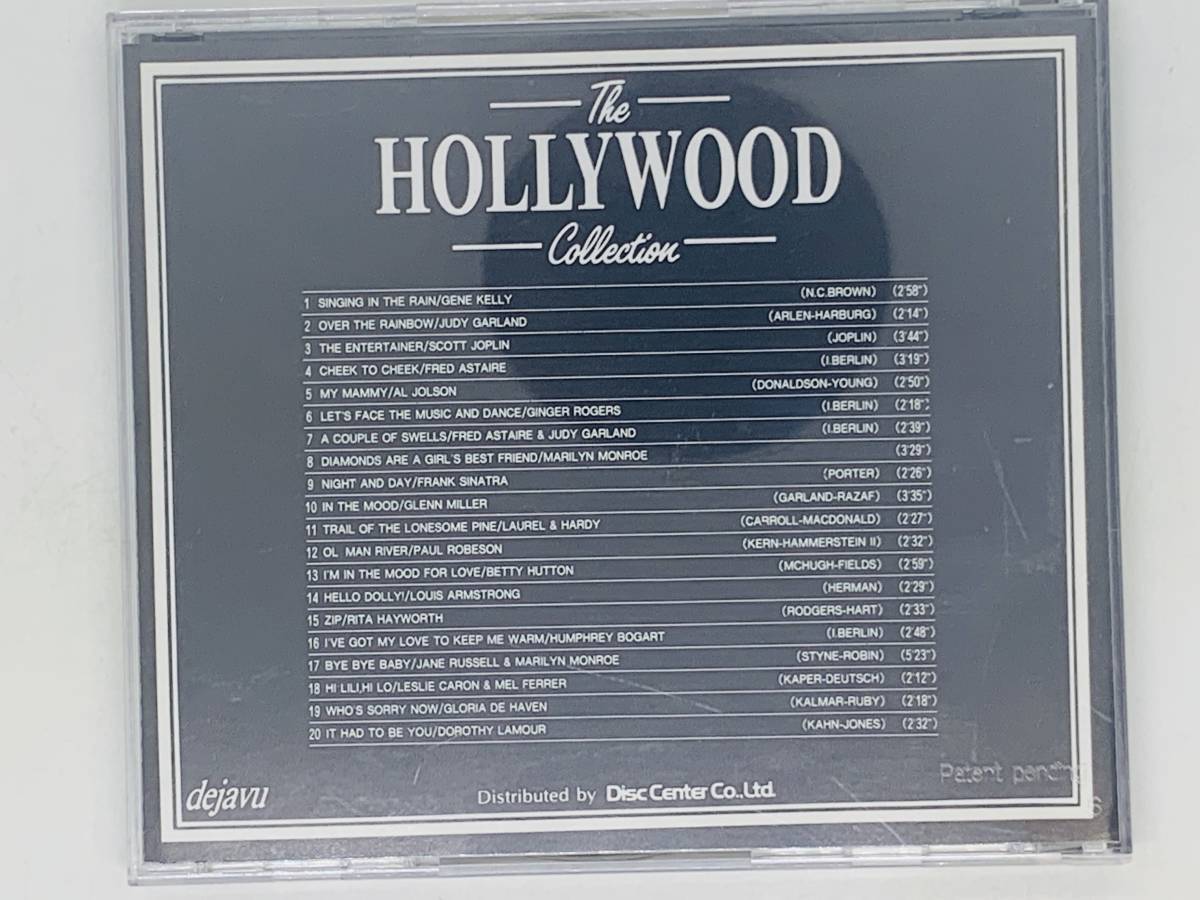 The
HOLLYWOOD
Collection
1 SINGING IN THE RAIN/GENE KELLY (N.C.BROWN) (2'58")
2 OVER THE RAINBOW/JUDY GARLAND (ARLEN-HARBURG) (2'14")
3 THE ENTERTAINER/SCOTT JOPLIN (JOPLIN) (3'44")
4 CHEEK TO CHEEK/FRED ASTAIRE (I.BERLIN) (3'19")
5 MY MAMMY/AL JOLSON (DONALDSON-YOUNG) (2'50")
6 LET'S FACE THE MUSIC AND DANCE/GINGER ROGERS (I.BERLIN) (2'18")
7 A COUPLE OF SWELLS/FRED ASTAIRE & JUDY GARLAND (I.BERLIN) (2'39")
8 DIAMONDS ARE A GIRL'S BEST FRIEND/MARILYN MONROE (3'29")
9 NIGHT AND DAY/FRANK SINATRA (PORTER) (2'26")
10 IN THE MOOD/GLENN MILLER (GARLAND-RAZAF) (3'35")
11 TRAIL OF THE LONESOME PINE/LAUREL & HARDY (CARROLL-MACDONALD) (2'27")
12 OL MAN RIVER/PAUL ROBESON (KERN-HAMMERSTEIN II) (2'32")
13 I'M IN THE MOOD FOR LOVE/BETTY HUTTON (MCHUGH-FIELDS) (2'59")
14 HELLO DOLLY!/LOUIS ARMSTRONG (HERMAN) (2'29")
15 ZIP/RITA HAYWORTH (RODGERS-HART) (2'33")
16 I'VE GOT MY LOVE TO KEEP ME WARM/HUMPHREY BOGART (I.BERLIN) (2'48")
17 BYE BYE BABY/JANE RUSSELL & MARILYN MONROE (STYNE-ROBIN) (5'23")
18 HI LILI,HI LO/LESLIE CARON & MEL FERRER (KAPER-DEUTSCH) (2'12")
19 WHO'S SORRY NOW/GLORIA DE HAVEN (KALMAR-RUBY) (2'18")
20 IT HAD TO BE YOU/DOROTHY LAMOUR (KAHN-JONES) (2'32")
Patent pending
dejavu
Distributed by Disc Center Co.,Ltd.
6